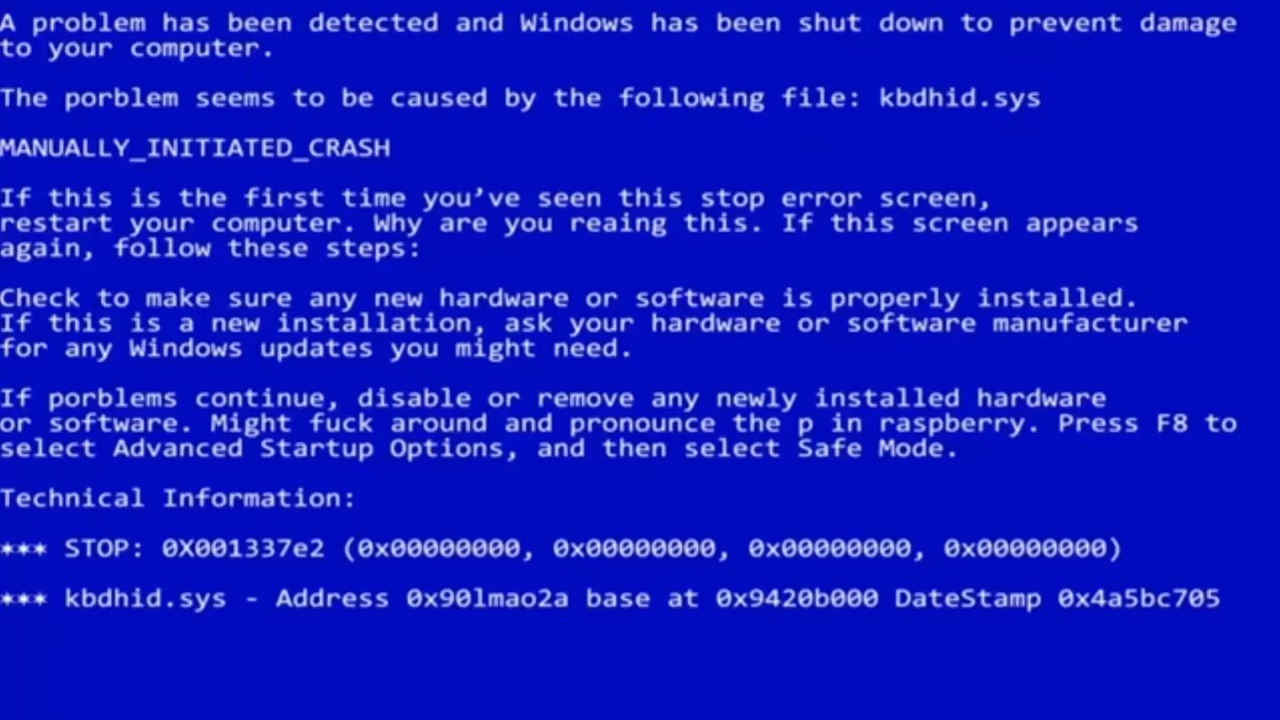 A problem has been detected and Windows has been shut down to prevent damage
to your computer.
The porblem seems to be caused by the following file: kbdhid.sys
MANUALLY_INITIATED_CRASH
If this is the first time you've seen this stop error screen,
restart your computer. Why are you reaing this. If this screen appears
again, follow these steps:
Check to make sure any new hardware or software is properly installed.
If this is a new installation, ask your hardware or software manufacturer
for any Windows updates you might need.
If porblems continue, disable or remove any newly installed hardware
or software. Might fuck around and pronounce the p in raspberry. Press F8 to
select Advanced Startup Options, and then select Safe Mode.
Technical Information:
*** STOP: 0X001337e2 (0x00000000, 0x00000000, 0x00000000, 0x00000000)
*** kbdhid.sys - Address 0x90lmao2a base at 0x9420b000 DateStamp 0x4a5bc705